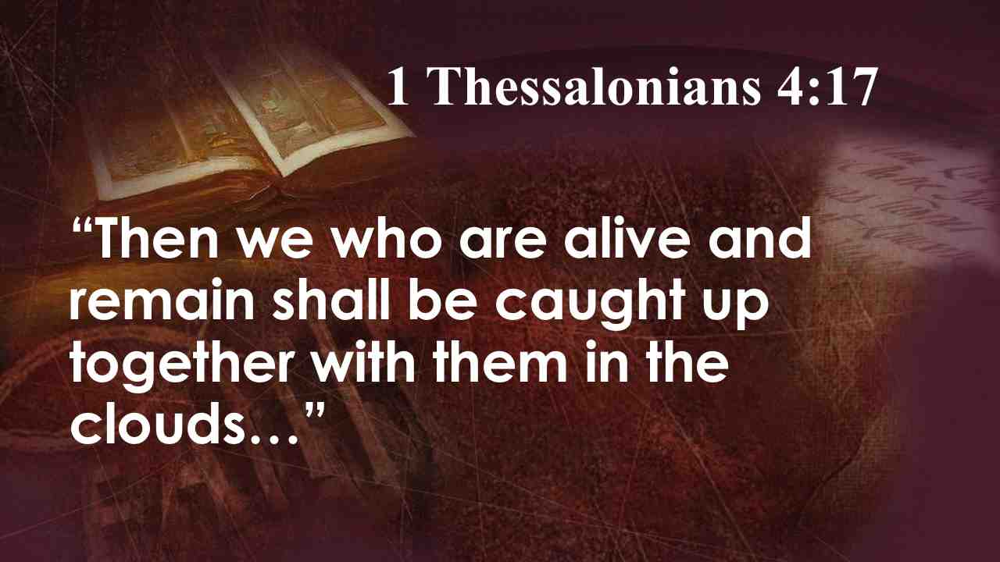 1 Thessalonians 4:17
“Then we who are alive and
remain shall be caught up
together with them in the
clouds…”